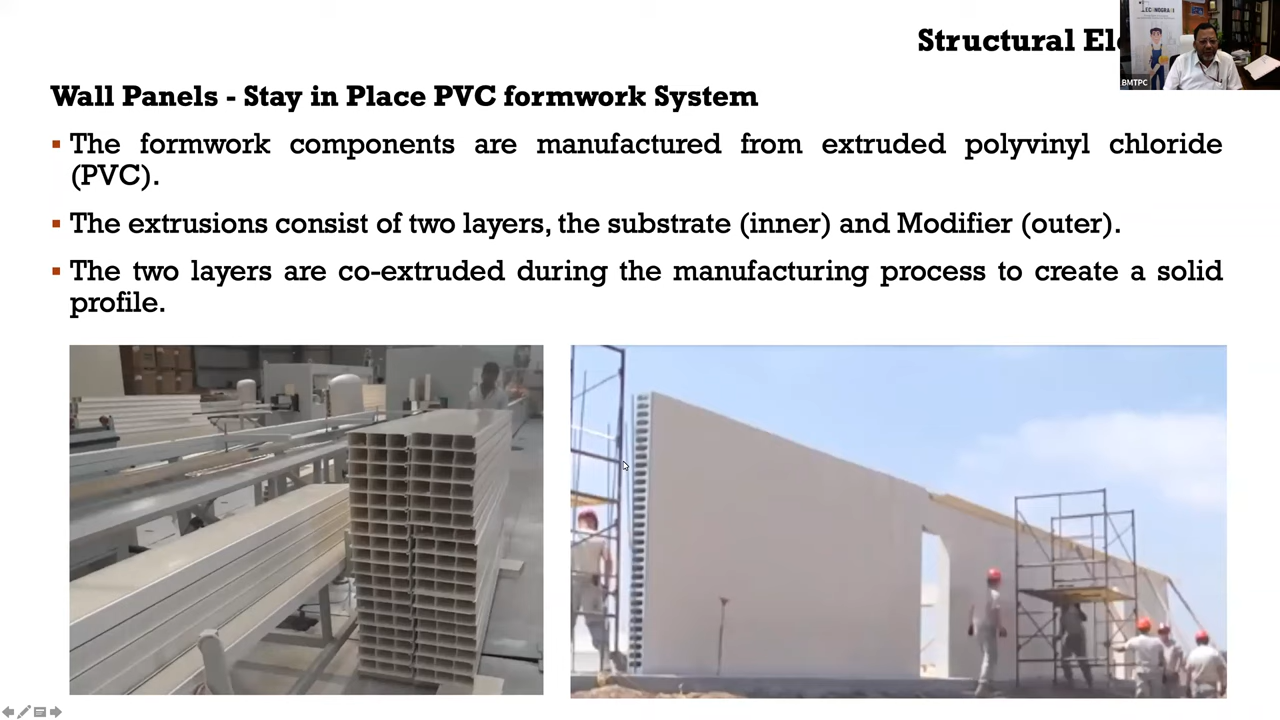 Structural
Wall Panels - Stay in Place PVC formwork System
▪ The formwork components are manufactured from extruded polyvinyl chloride
(PVC).
▪ The extrusions consist of two layers, the substrate (inner) and Modifier (outer).
▪ The two layers are co-extruded during the manufacturing process to create a solid
profile.
BMTPC